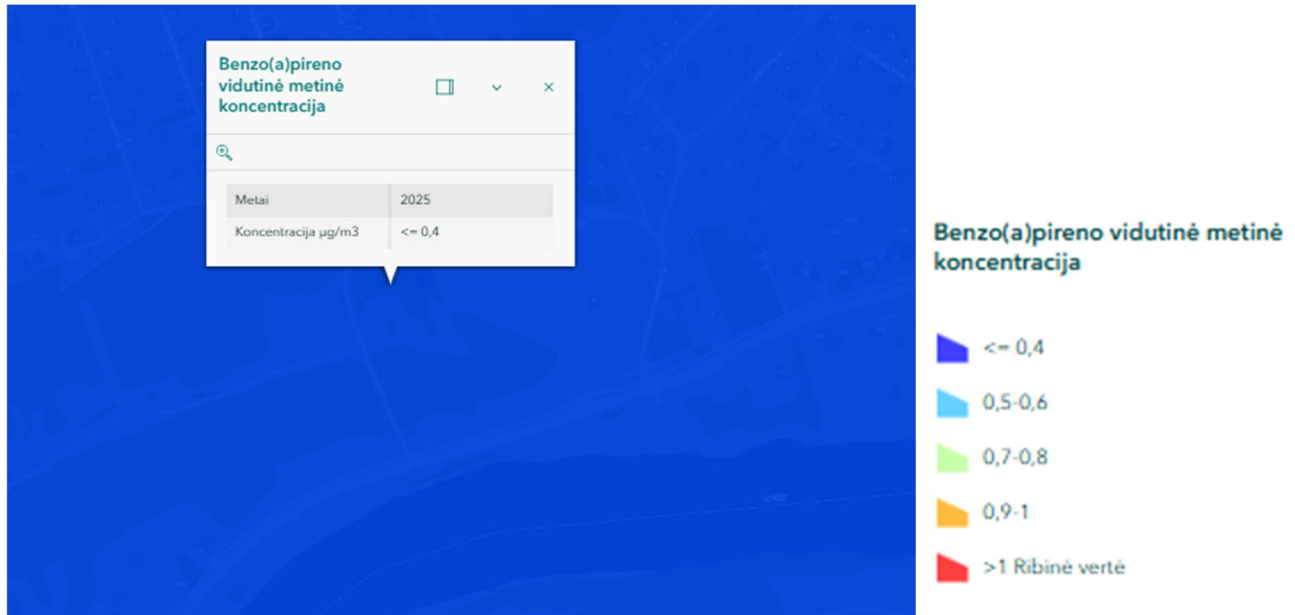 Benzo(a)pireno
vidutinė metinė
koncentracija
Metai 2025
Koncentracija µg/m3 <= 0,4
Benzo(a)pireno vidutinė metinė
koncentracija
<= 0,4
0,5-0,6
0,7-0,8
0,9-1
>1 Ribinė vertė